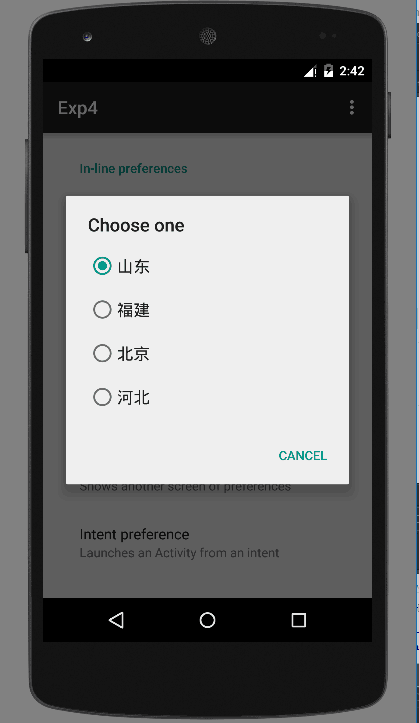 2:42
Exp4
In-line preferences
Choose one
山东
福建
北京
河北
CANCEL
Shows another screen of preferences
Intent preference
Launches an Activity from an intent